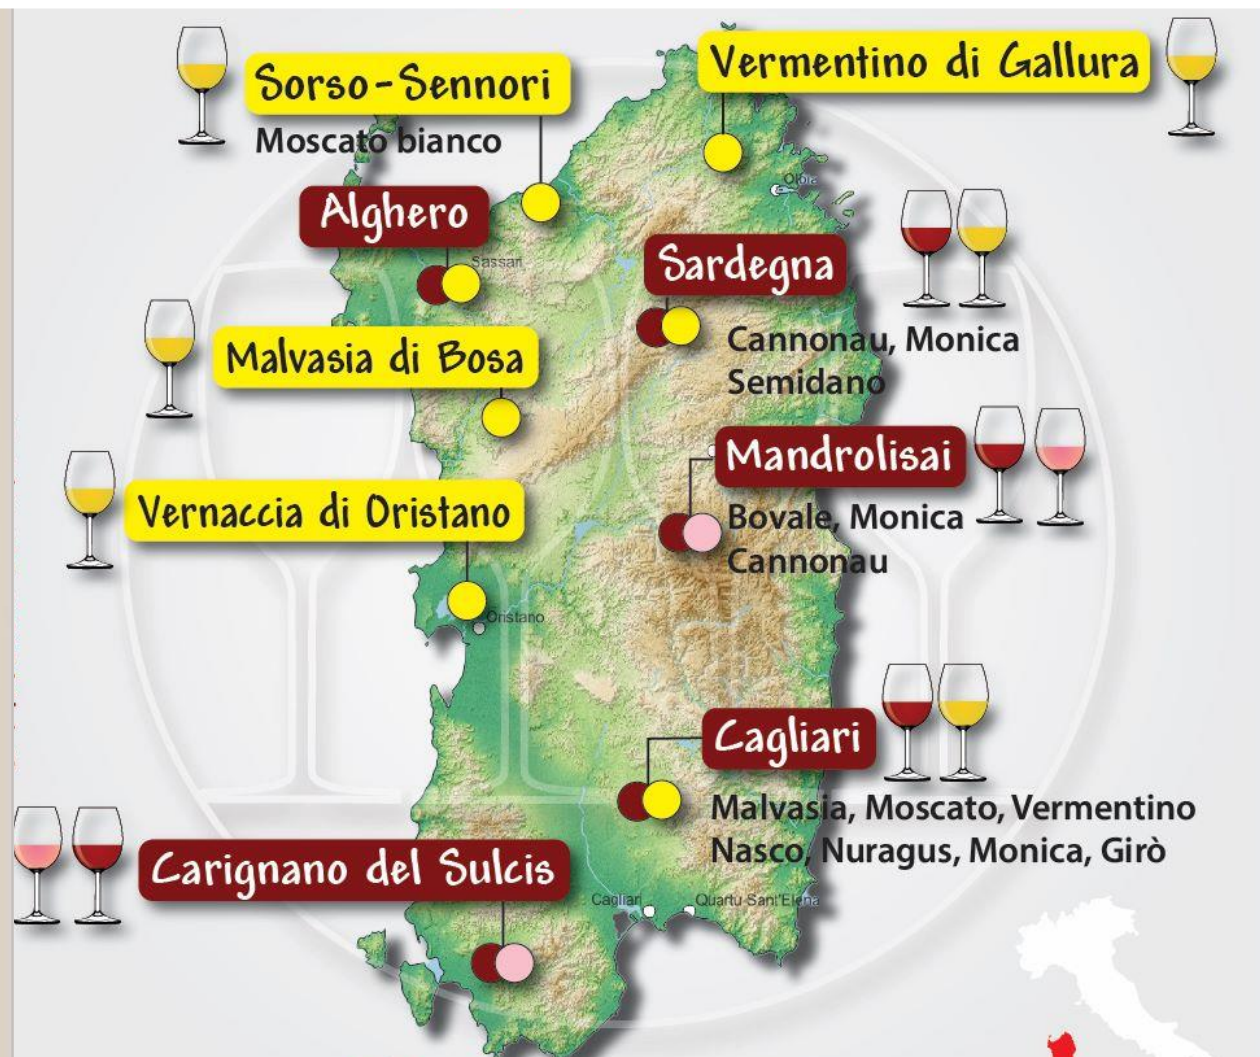 Vermentino di Gallura
Sorso-Sennori
Moscato bianco
Olbia
Alghero
Sassari
Sardegna
Cannonau, Monica
Semidano
Malvasia di Bosa
Mandrolisai
Bovale, Monica
Cannonau
Vernaccia di Oristano
Oristano
Cagliari
Malvasia, Moscato, Vermentino
Nasco, Nuragus, Monica, Girò
Carignano del Sulcis
Cagliari
Quartu Sant'Elena